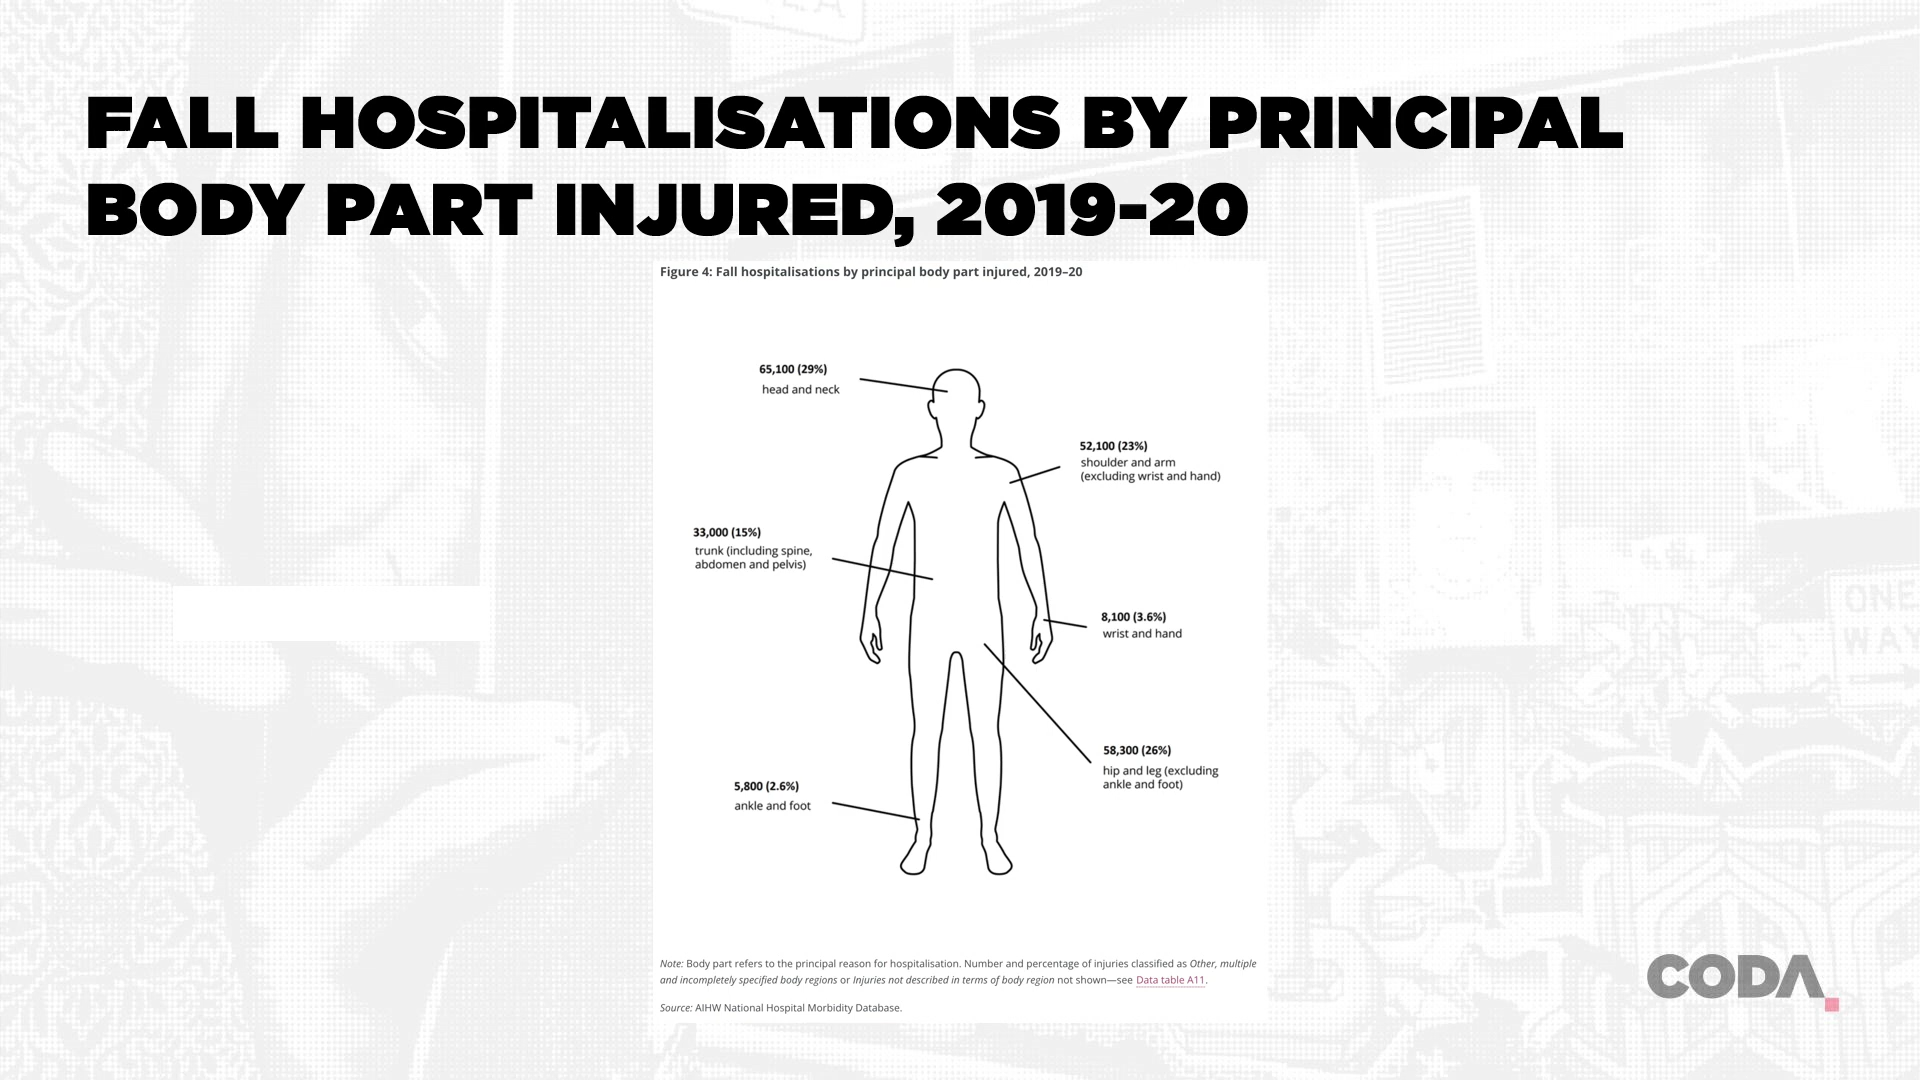 FALL HOSPITALISATIONS BY PRINCIPAL
BODY PART INJURED, 2019-20
Figure 4: Fall hospitalisations by principal body part injured, 2019–20
65,100 (29%)
head and neck
52,100 (23%)
shoulder and arm
(excluding wrist and hand)
33,000 (15%)
trunk (including spine,
abdomen and pelvis)
8,100 (3.6%)
wrist and hand
58,300 (26%)
hip and leg (excluding
ankle and foot)
5,800 (2.6%)
ankle and foot
Note: Body part refers to the principal reason for hospitalisation. Number and percentage of injuries classified as Other, multiple
and incompletely specified body regions or Injuries not described in terms of body region not shown—see Data table A11.
Source: AIHW National Hospital Morbidity Database.
ONE
WAY
CODA